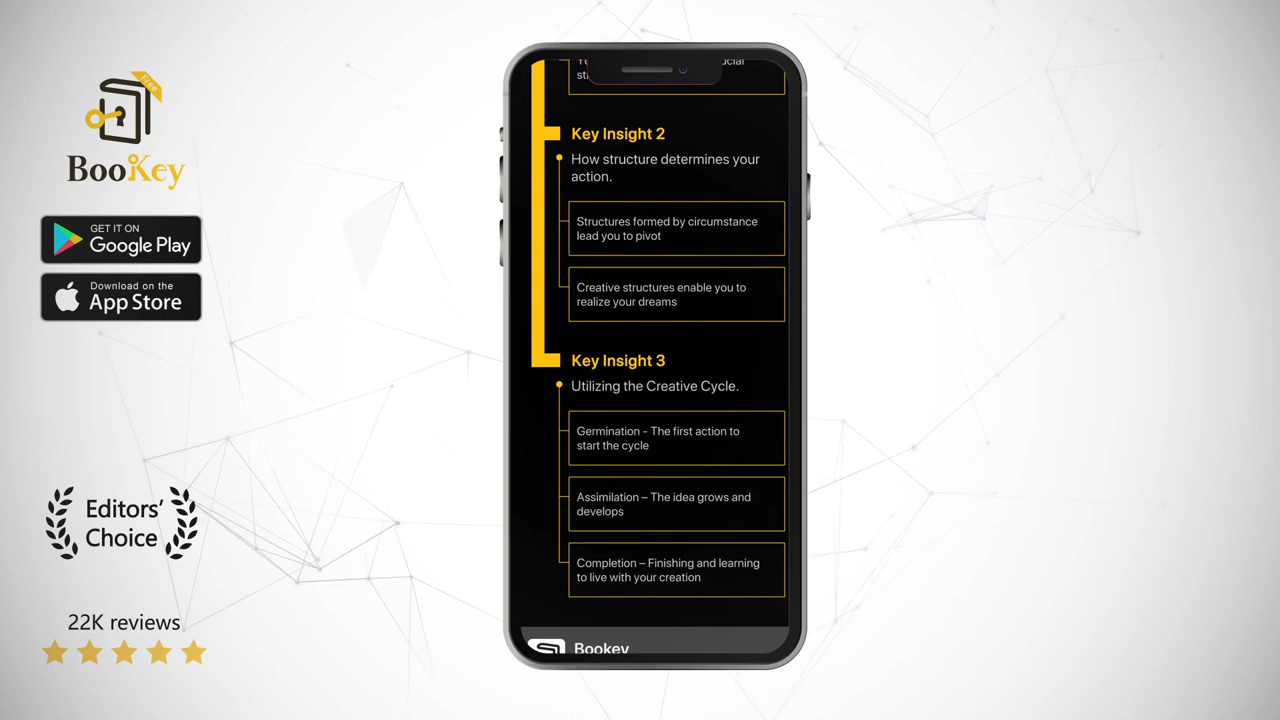 Free
BooKey
GET IT ON
Google Play
Download on the
App Store
Editors’
Choice
22K reviews
Key Insight 2
How structure determines your
action.
Structures formed by circumstance
lead you to pivot
Creative structures enable you to
realize your dreams
Key Insight 3
Utilizing the Creative Cycle.
Germination - The first action to
start the cycle
Assimilation – The idea grows and
develops
Completion – Finishing and learning
to live with your creation
Bookey